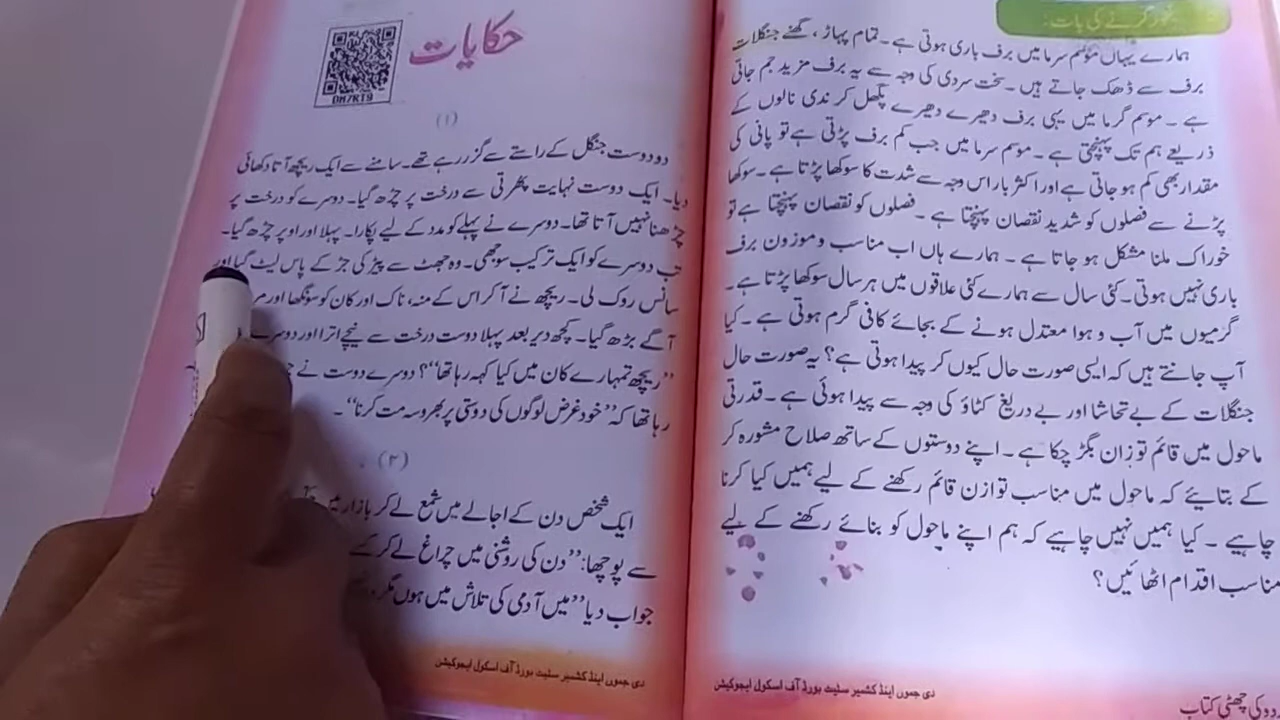 غور کرنے کی بات:
ہمارے یہاں موسم سرما میں برف باری ہوتی ہے۔ تمام پہاڑ، گھنے جنگلات
برف سے ڈھک جاتے ہیں۔ سخت سردی کی وجہ سے یہ برف مزید جم جاتی
ہے۔ موسم گرما میں یہی برف دھیرے دھیرے پگھل کر ندی نالوں کے
ذریعے ہم تک پہنچتی ہے۔ موسم سرما میں جب کم برف پڑتی ہے تو پانی کی
مقدار بھی کم ہو جاتی ہے اور اکثر بار اس وجہ سے شدت کا سوکھا پڑتا ہے۔ سوکھا
پڑنے سے فصلوں کو شدید نقصان پہنچتا ہے۔ فصلوں کو نقصان پہنچتا ہے تو
خوراک ملنا مشکل ہو جاتا ہے۔ ہمارے ہاں اب مناسب و موزون برف
باری نہیں ہوتی۔ کئی سال سے ہمارے کئی علاقوں میں ہر سال سوکھا پڑتا ہے۔
گرمیوں میں آب و ہوا معتدل ہونے کے بجائے کافی گرم ہوتی ہے۔ کیا
آپ جانتے ہیں کہ ایسی صورت حال کیوں کر پیدا ہوتی ہے؟ یہ صورت حال
جنگلات کے بے تحاشا اور بے دریغ کٹاؤ کی وجہ سے پیدا ہوئی ہے۔ قدرتی
ماحول میں قائم توزان بگڑ چکا ہے۔ اپنے دوستوں کے ساتھ صلاح مشورہ کر
کے بتایئے کہ ماحول میں مناسب توازن قائم رکھنے کے لیے ہمیں کیا کرنا
چاہیے۔ کیا ہمیں نہیں چاہیے کہ ہم اپنے ماحول کو بنائے رکھنے کے لیے
مناسب اقدام اٹھائیں؟
دی جموں اینڈ کشمیر سٹیٹ بورڈ آف اسکول ایجوکیشن
اردو کی چھٹی کتاب
حکایات
DM7KT9
(۱)
دو دوست جنگل کے راستے سے گزر رہے تھے۔ سامنے سے ایک ریچھ آتا دکھائی
دیا۔ ایک دوست نہایت پھرتی سے درخت پر چڑھ گیا۔ دوسرے کو درخت پر
چڑھنا نہیں آتا تھا۔ دوسرے نے پہلے کو مدد کے لیے پکارا۔ پہلا اور اوپر چڑھ گیا۔
تب دوسرے کو ایک ترکیب سوجھی۔ وہ جھٹ سے پیڑ کی جڑ کے پاس لیٹ گیا اور
سانس روک لی۔ ریچھ نے آ کر اس کے منہ، ناک اور کان کو سونگھا اور
آگے بڑھ گیا۔ کچھ دیر بعد پہلا دوست درخت سے نیچے اترا اور دوسرے
”ریچھ تمہارے کان میں کیا کہہ رہا تھا“؟ دوسرے دوست نے
رہا تھا کہ ”خود غرض لوگوں کی دوستی پر بھروسہ مت کرنا“۔
(۲)
ایک شخص دن کے اجالے میں شمع لے کر بازار میں
سے پوچھا: ”دن کی روشنی میں چراغ لے کر
جواب دیا ”میں آدمی کی تلاش میں ہوں مگر
دی جموں اینڈ کشمیر سٹیٹ بورڈ آف اسکول ایجوکیشن